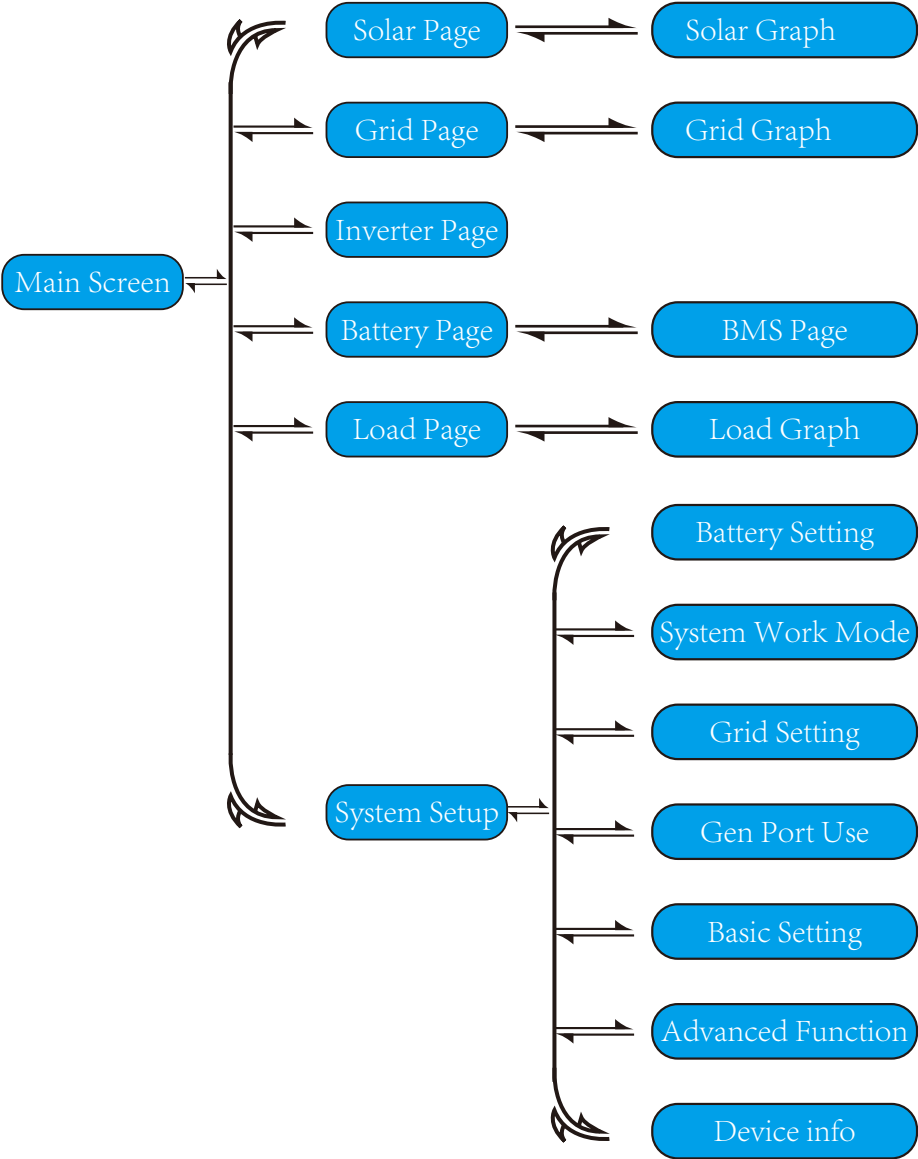 Solar Page
Solar Graph
Grid Page
Grid Graph
Inverter Page
Main Screen
Battery Page
BMS Page
Load Page
Load Graph
Battery Setting
System Work Mode
Grid Setting
System Setup
Gen Port Use
Basic Setting
Advanced Function
Device info